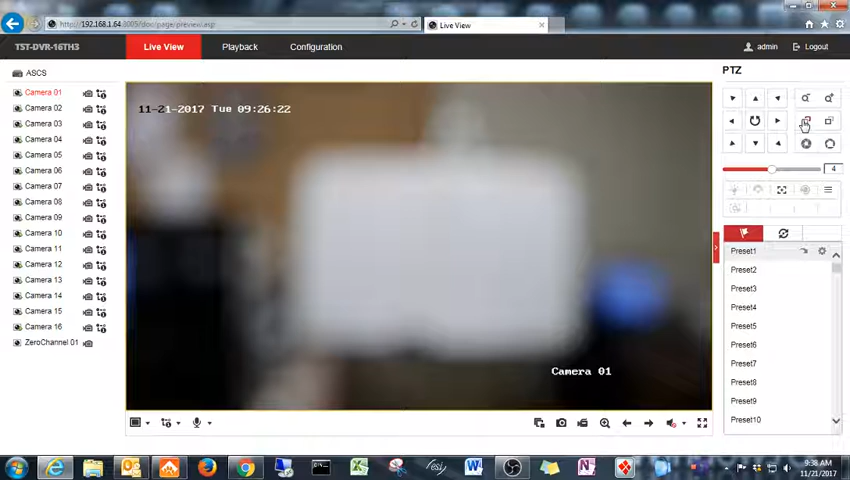 http://192.168.1.64:8005/doc/page/preview.asp
Live View
TST-DVR-16TH3
Live View
Playback
Configuration
admin
Logout
ASCS
PTZ
Camera 01
Camera 02
Camera 03
Camera 04
Camera 05
Camera 06
Camera 07
Camera 08
Camera 09
Camera 10
Camera 11
Camera 12
Camera 13
Camera 14
Camera 15
Camera 16
ZeroChannel 01
11-21-2017 Tue 09:26:22
Camera 01
4
Preset1
Preset2
Preset3
Preset4
Preset5
Preset6
Preset7
Preset8
Preset9
Preset10
9:38 AM
11/21/2017